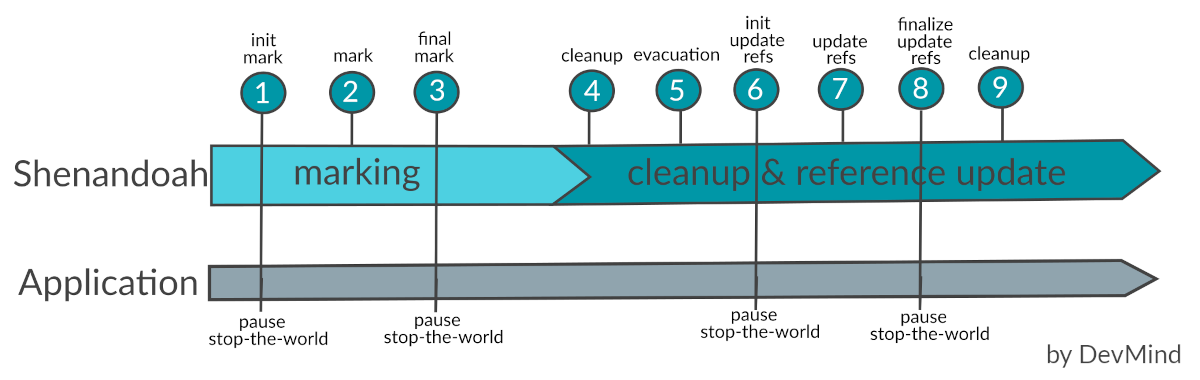 init
mark
mark
final
mark
cleanup
evacuation
init
update
refs
update
refs
finalize
update
refs
cleanup
1
2
3
4
5
6
7
8
9
Shenandoah
marking
cleanup & reference update
Application
pause
stop-the-world
pause
stop-the-world
pause
stop-the-world
pause
stop-the-world
by DevMind